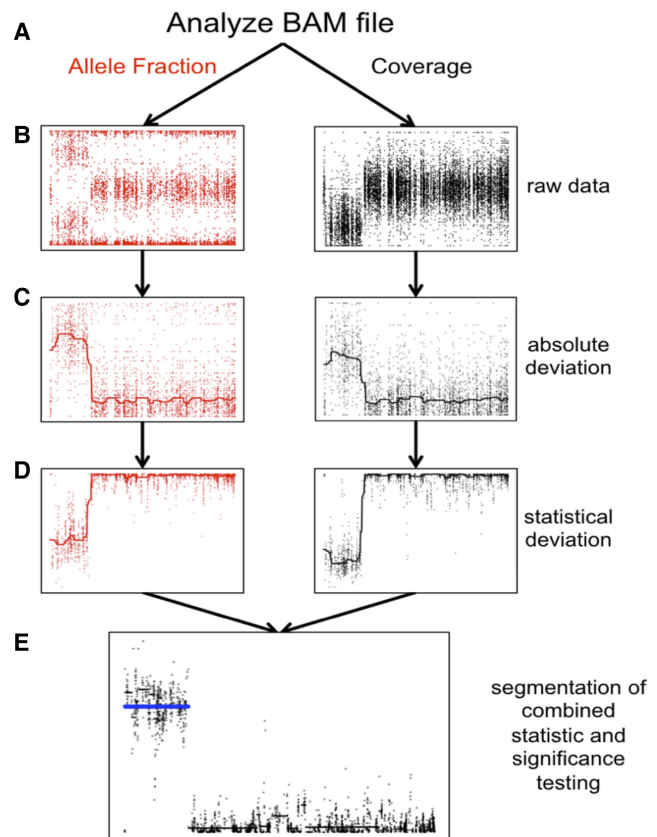 A
Analyze BAM file
Allele Fraction
Coverage
B
raw data
C
absolute
deviation
D
statistical
deviation
E
segmentation of
combined
statistic and
significance
testing